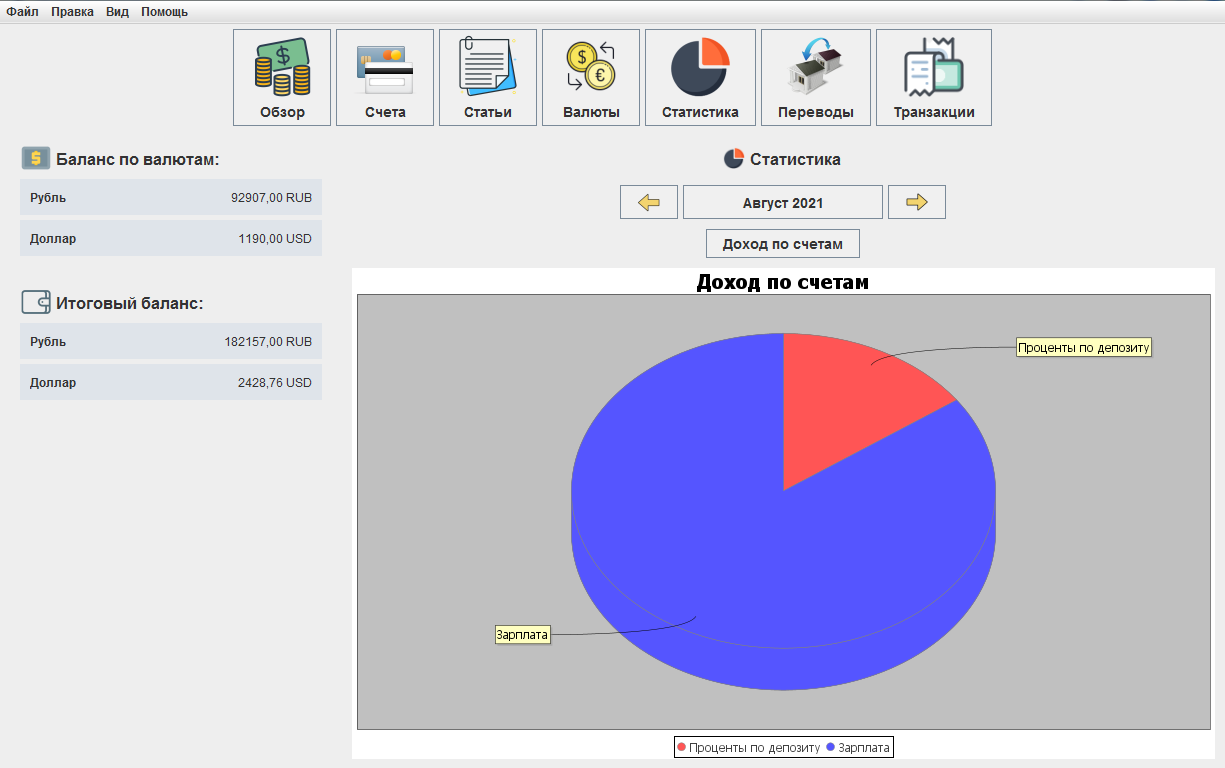 Файл Правка Вид Помощь
Обзор Счета Статьи Валюты Статистика Переводы Транзакции
Баланс по валютам:
Рубль 92907,00 RUB
Доллар 1190,00 USD
Итоговый баланс:
Рубль 182157,00 RUB
Доллар 2428,76 USD
Статистика
Август 2021
Доход по счетам
Доход по счетам
Проценты по депозиту
Зарплата
Проценты по депозиту Зарплата